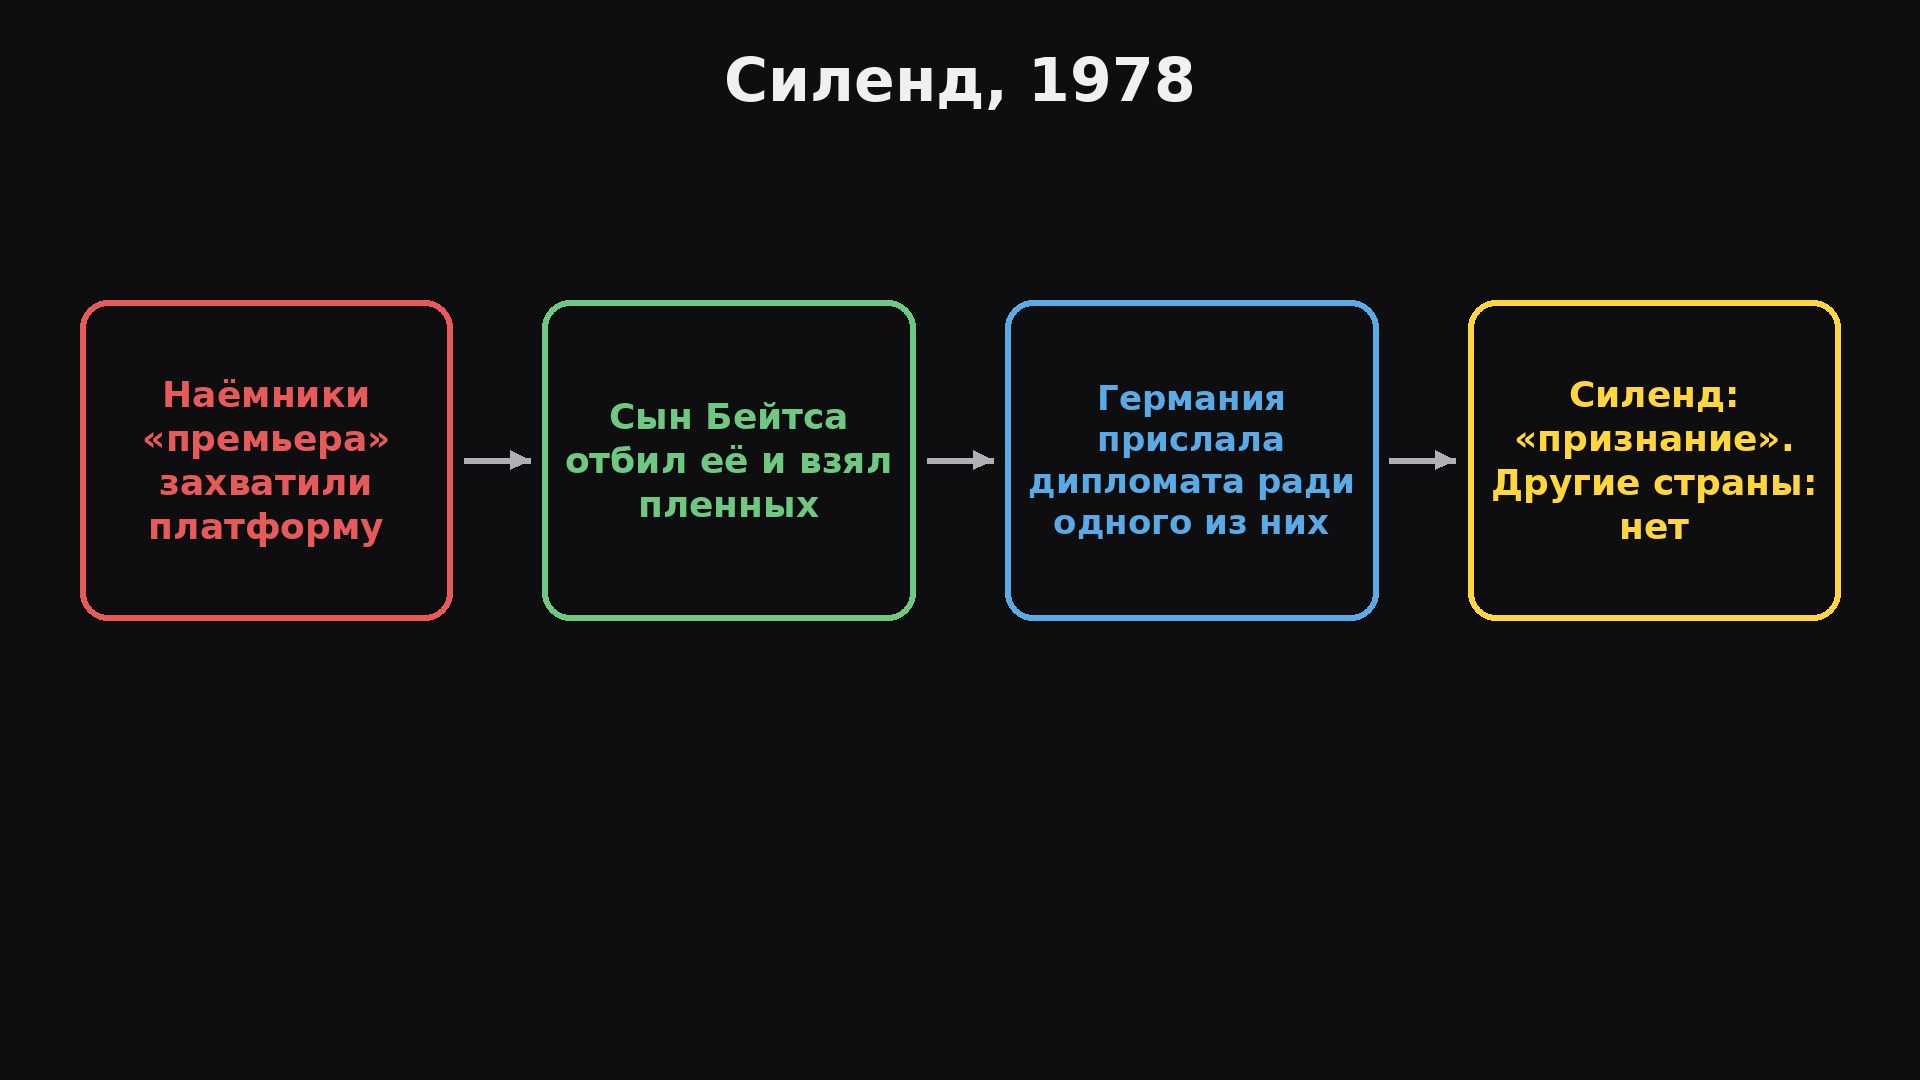 Силенд, 1978
Наёмники
«премьера»
захватили
платформу
Сын Бейтса
отбил её и взял
пленных
Германия
прислала
дипломата ради
одного из них
Силенд:
«признание».
Другие страны:
нет